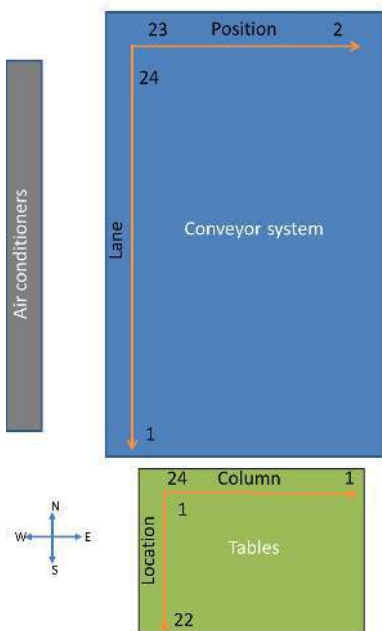 23 Position 2
24
Air conditioners
Lane
Conveyor system
1
24 Column 1
1
Location
Tables
22
N
W E
S